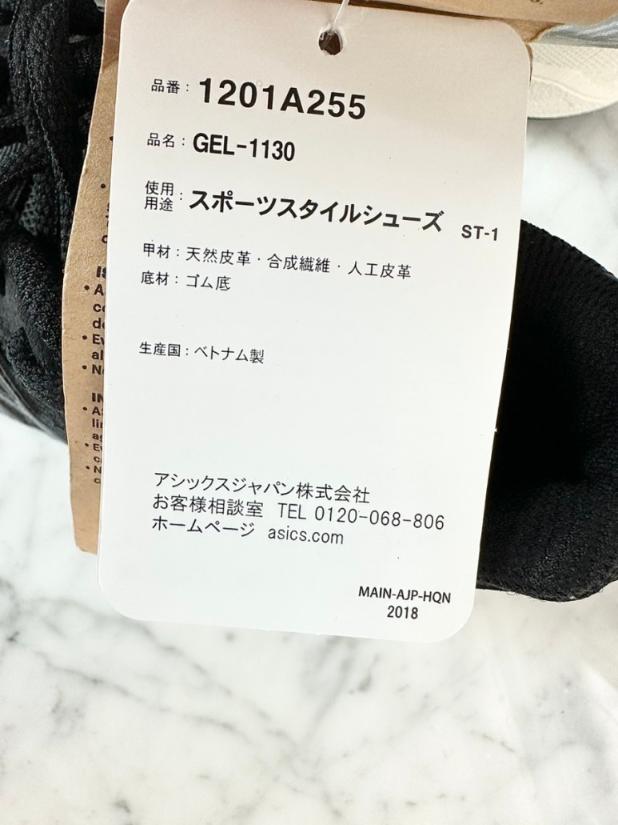 品番：1201A255
品名：GEL-1130
使用用途：スポーツスタイルシューズ ST-1
甲材：天然皮革・合成繊維・人工皮革
底材：ゴム底
生産国：ベトナム製
アシックスジャパン株式会社
お客様相談室 TEL 0120-068-806
ホームページ asics.com
MAIN-AJP-HQN
2018